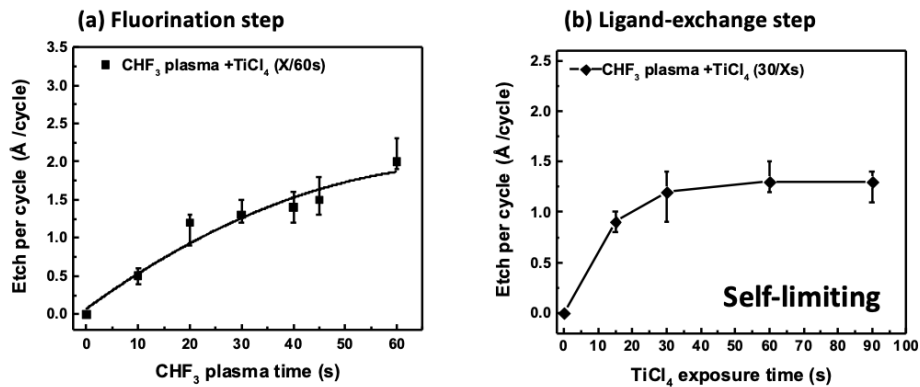 (a) Fluorination step
CHF₃ plasma +TiCl₄ (X/60s)
Etch per cycle (Å /cycle)
3.5
3.0
2.5
2.0
1.5
1.0
0.5
0.0
0 10 20 30 40 50 60
CHF₃ plasma time (s)
(b) Ligand-exchange step
CHF₃ plasma +TiCl₄ (30/Xs)
Etch per cycle (Å /cycle)
2.5
2.0
1.5
1.0
0.5
0.0
Self-limiting
0 10 20 30 40 50 60 70 80 90 100
TiCl₄ exposure time (s)